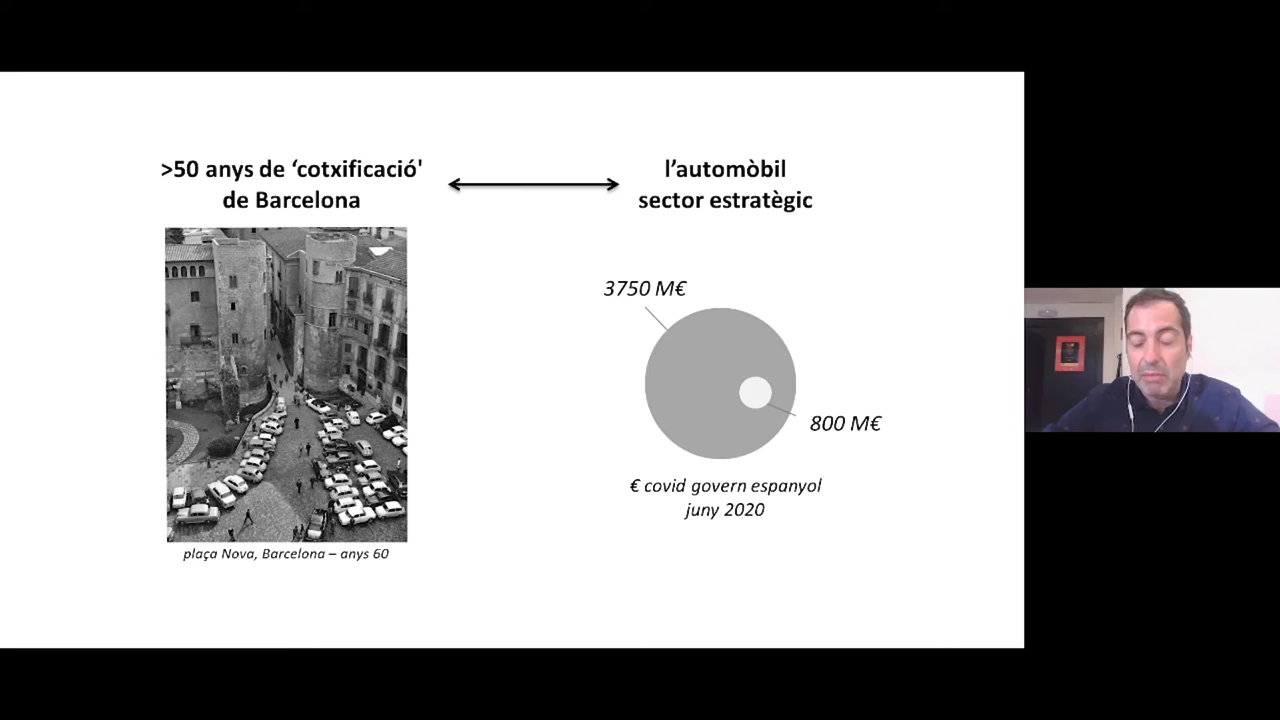 >50 anys de ‘cotxificació'
de Barcelona
l’automòbil
sector estratègic
3750 M€
800 M€
€ covid govern espanyol
juny 2020
plaça Nova, Barcelona – anys 60